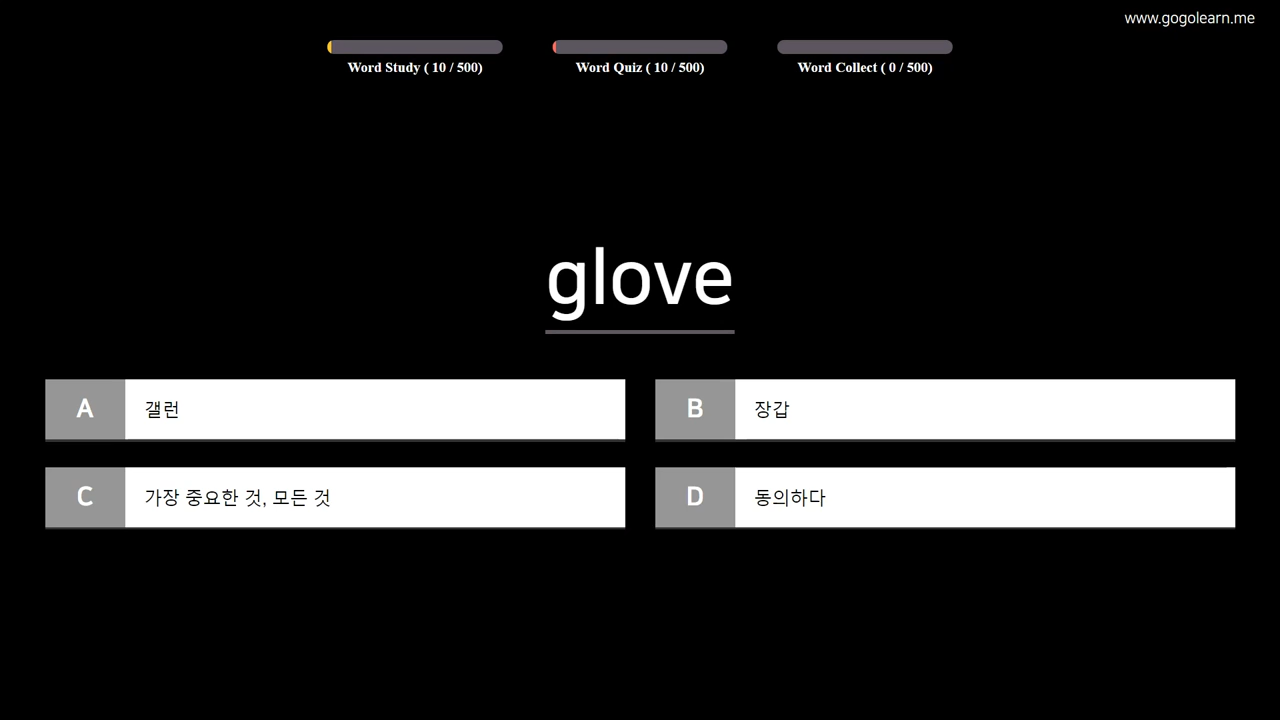 www.gogolearn.me
Word Study ( 10 / 500)
Word Quiz ( 10 / 500)
Word Collect ( 0 / 500)
glove
A 갤런
B 장갑
C 가장 중요한 것, 모든 것
D 동의하다